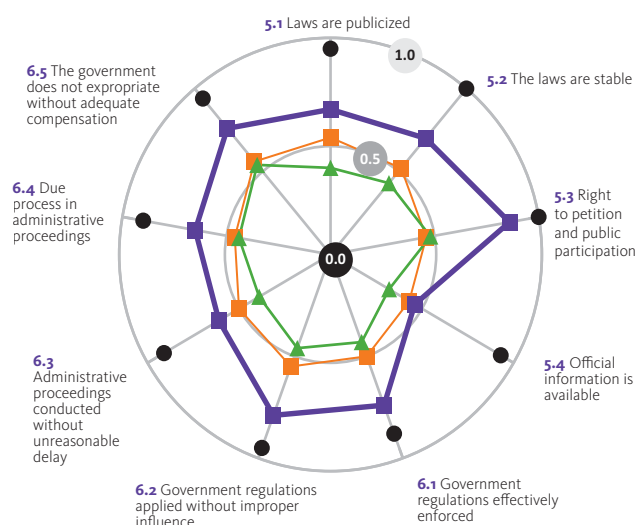 5.1 Laws are publicized
1.0
5.2 The laws are stable
0.5
5.3 Right
to petition
and public
participation
0.0
5.4 Official
information is
available
6.1 Government
regulations effectively
enforced
6.2 Government regulations
applied without improper
influence
6.3
Administrative
proceedings
conducted
without
unreasonable
delay
6.4 Due
process in
administrative
proceedings
6.5 The government
does not expropriate
without adequate
compensation